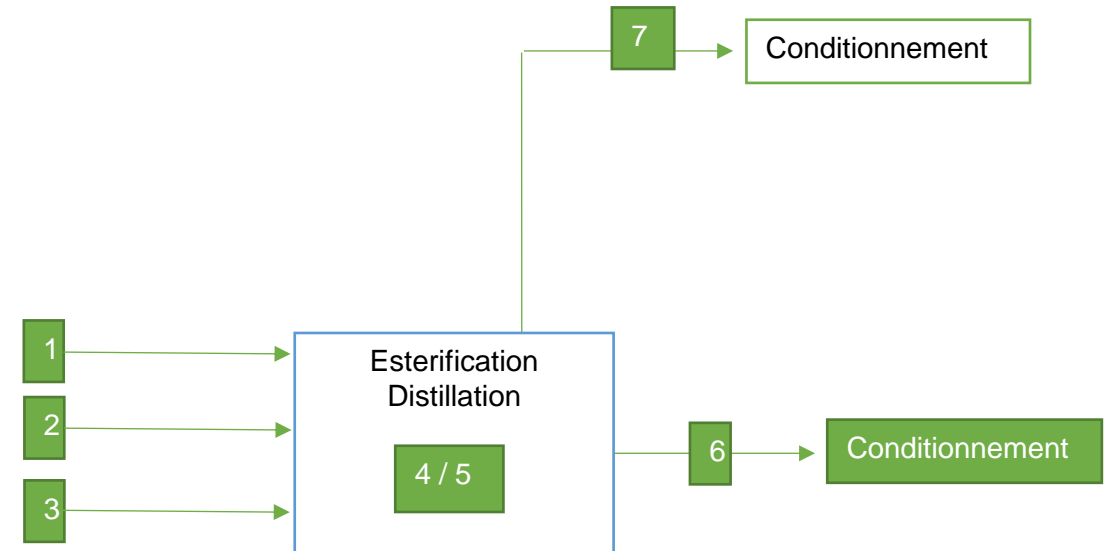 7
Conditionnement
1
Esterification
Distillation
2
4 / 5
6
Conditionnement
3